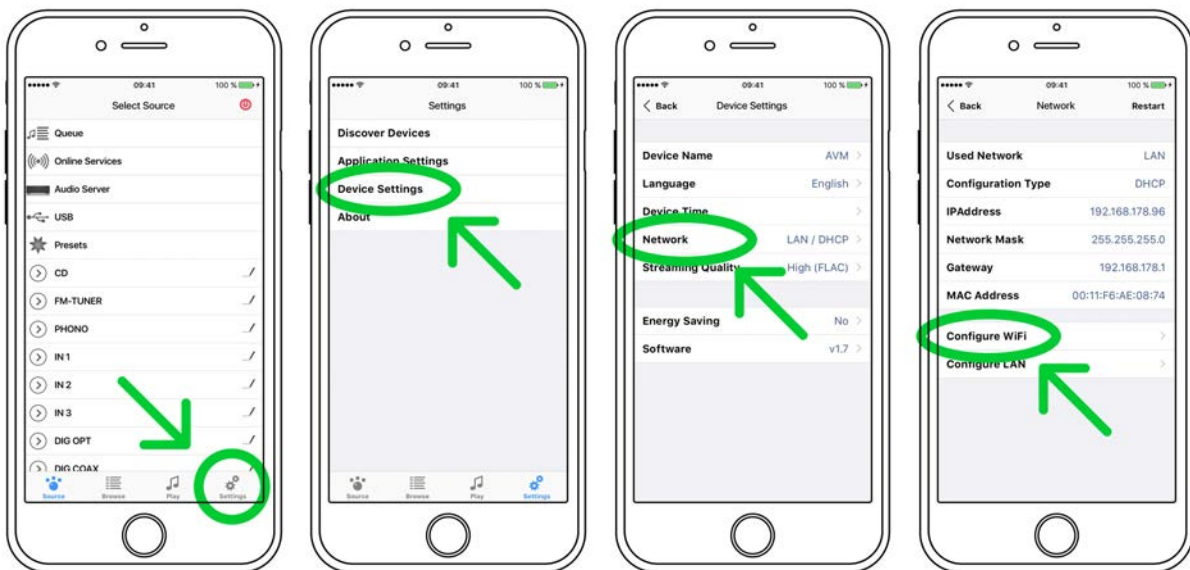 09:41 100 %
Select Source
Queue
Online Services
Audio Server
USB
Presets
CD
FM-TUNER
PHONO
IN 1
IN 2
IN 3
DIG OPT
DIG COAX
Source Browse Play Settings
09:41 100 %
Settings
Discover Devices
Application Settings
Device Settings
About
Source Browse Play Settings
09:41 100 %
Back Device Settings
Device Name AVM
Language English
Device Time
Network LAN / DHCP
Streaming Quality High (FLAC)
Energy Saving No
Software v1.7
09:41 100 %
Back Network Restart
Used Network LAN
Configuration Type DHCP
IPAddress 192.168.178.96
Network Mask 255.255.255.0
Gateway 192.168.178.1
MAC Address 00:11:F6:AE:08:74
Configure WiFi
Configure LAN